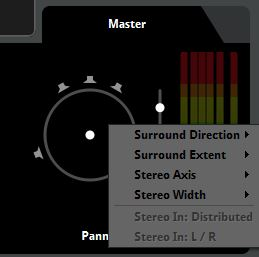 Master
Surround Direction
Surround Extent
Stereo Axis
Stereo Width
Stereo In: Distributed
Stereo In: L / R
Pann